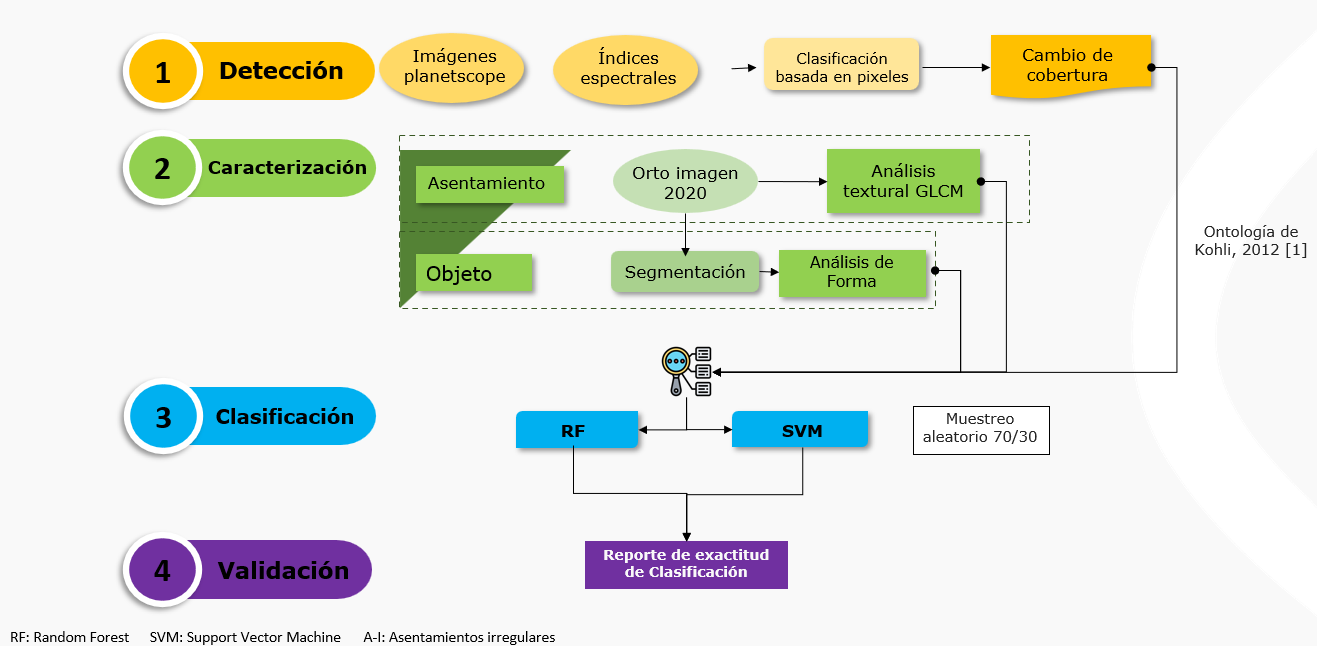 1
Detección
Imágenes
planetscope
Índices
espectrales
Clasificación
basada en pixeles
Cambio de
cobertura
2
Caracterización
Asentamiento
Orto imagen
2020
Análisis
textural GLCM
Ontología de
Kohli, 2012 [1]
Objeto
Segmentación
Análisis de
Forma
3
Clasificación
RF
SVM
Muestreo
aleatorio 70/30
4
Validación
Reporte de exactitud
de Clasificación
RF: Random Forest SVM: Support Vector Machine A-I: Asentamientos irregulares